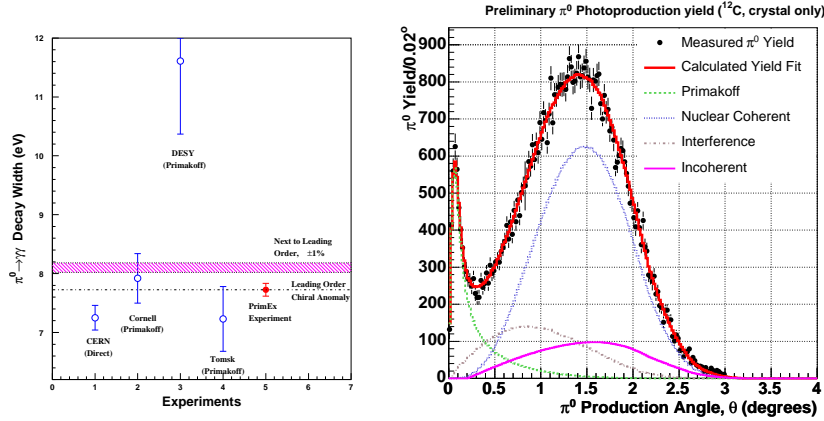 π⁰→γγ Decay Width (eV)
12
11
10
9
8
7
DESY
(Primakoff)
Next to Leading
Order, ±1%
Leading Order
Chiral Anomaly
PrimEx
Experiment
Cornell
(Primakoff)
CERN
(Direct)
Tomsk
(Primakoff)
0 1 2 3 4 5 6 7
Experiments
Preliminary π⁰ Photoproduction yield (¹²C, crystal only)
π⁰ Yield/0.02°
900
800
700
600
500
400
300
200
100
0
Measured π⁰ Yield
Calculated Yield Fit
Primakoff
Nuclear Coherent
Interference
Incoherent
0 0.5 1 1.5 2 2.5 3 3.5 4
π⁰ Production Angle, θ (degrees)